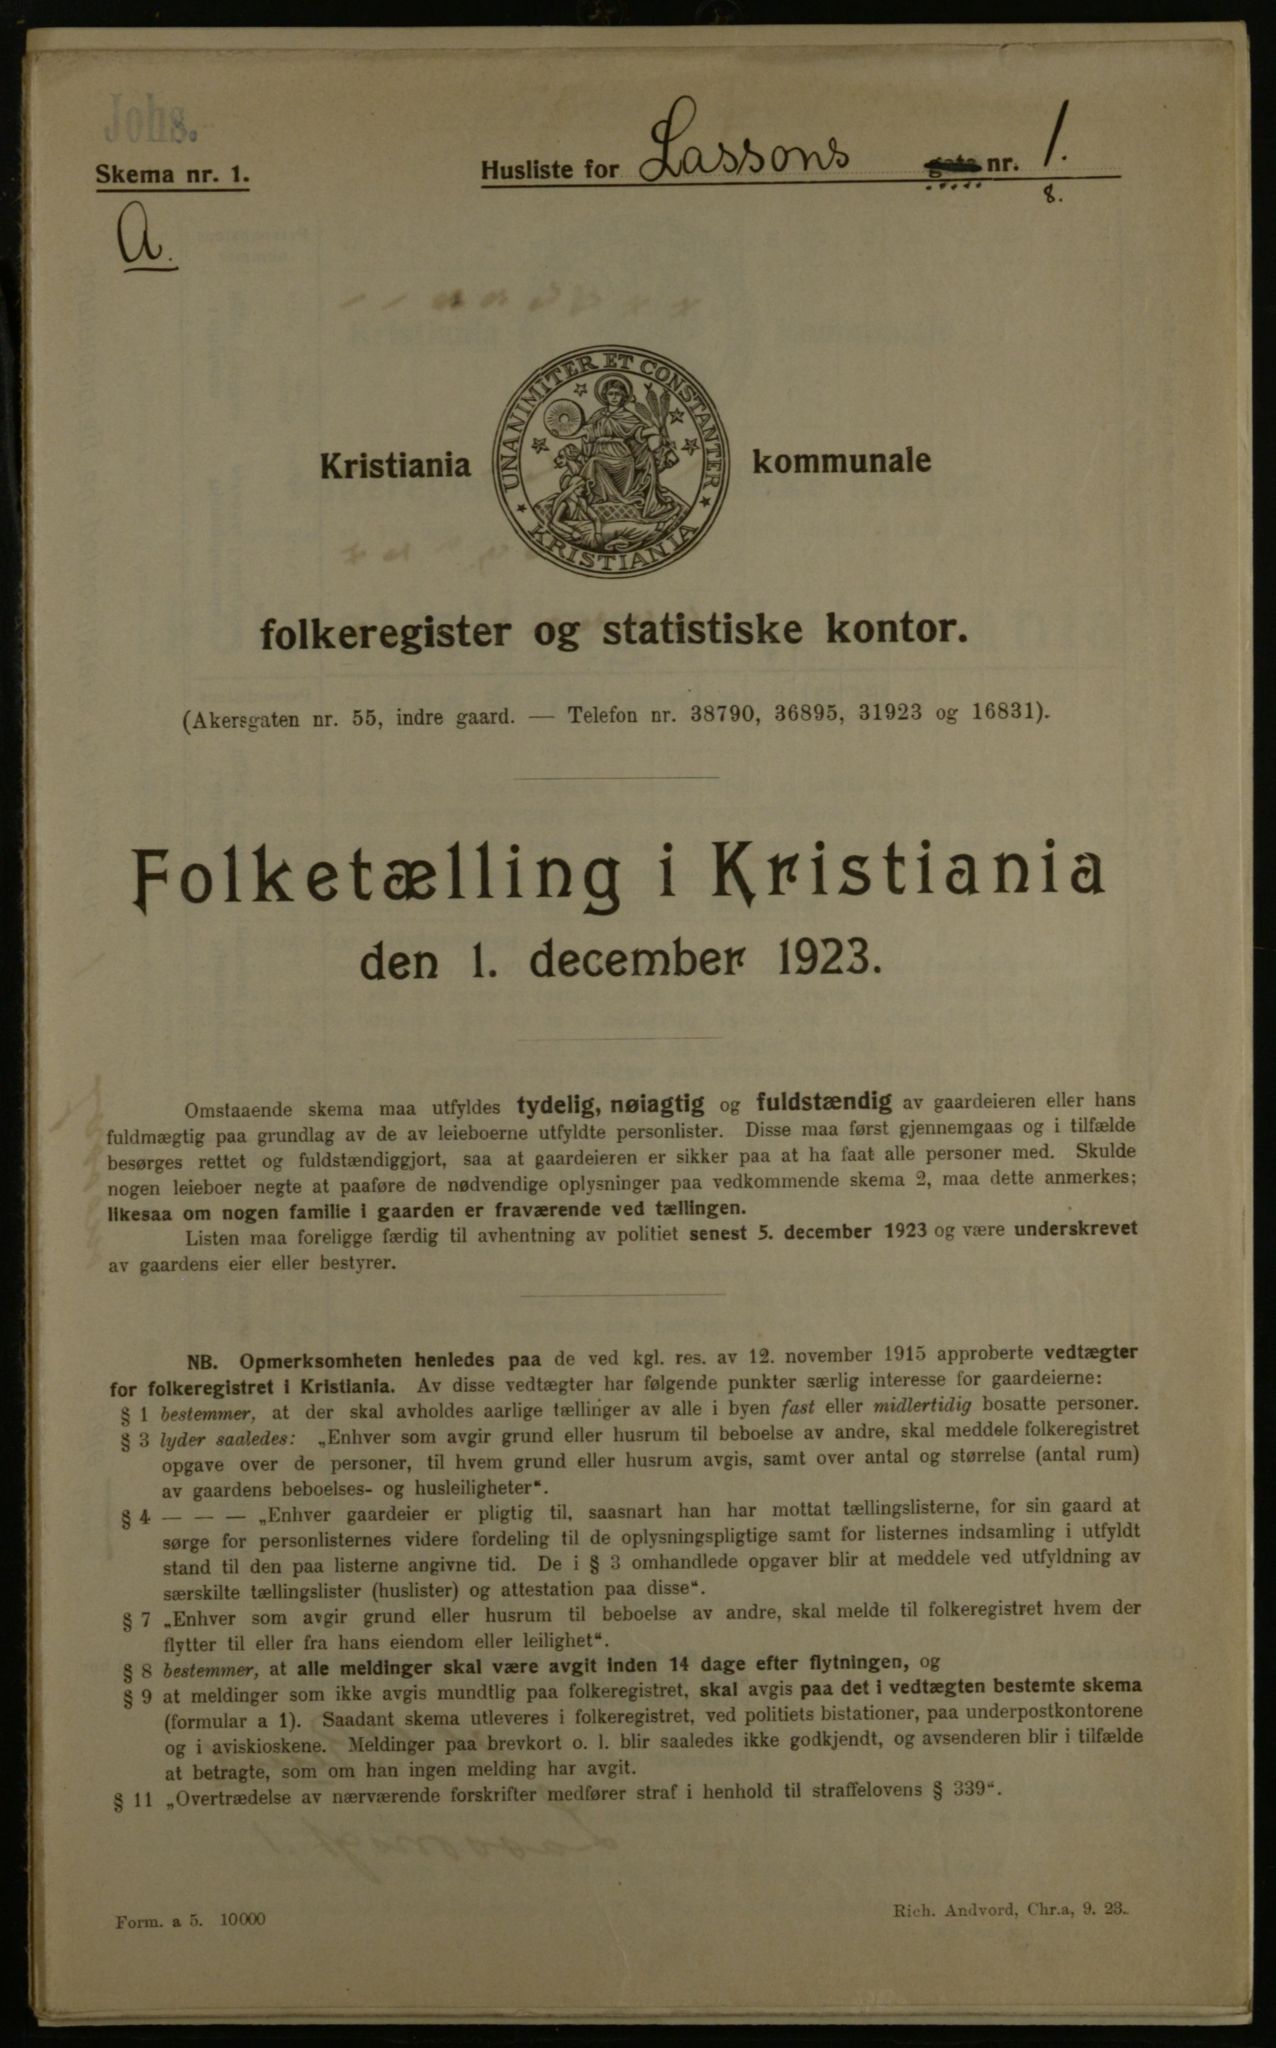 Johs.
Skema nr. 1.
Husliste for Lassons gate nr. 1.
8.
A.
UNANIMITER ET CONSTANTER
KRISTIANIA
Kristiania kommunale
folkeregister og statistiske kontor.
(Akersgaten nr. 55, indre gaard. — Telefon nr. 38790, 36895, 31923 og 16831).
Folketælling i Kristiania
den 1. december 1923.
Omstaaende skema maa utfyldes tydelig, nøiagtig og fuldstændig av gaardeieren eller hans
fuldmægtig paa grundlag av de av leieboerne utfyldte personlister. Disse maa først gjennemgaas og i tilfælde
besørges rettet og fuldstændiggjort, saa at gaardeieren er sikker paa at ha faat alle personer med. Skulde
nogen leieboer negte at paaføre de nødvendige oplysninger paa vedkommende skema 2, maa dette anmerkes;
likesaa om nogen familie i gaarden er fraværende ved tællingen.
Listen maa foreligge færdig til avhentning av politiet senest 5. december 1923 og være underskrevet
av gaardens eier eller bestyrer.
NB. Opmerksomheten henledes paa de ved kgl. res. av 12. november 1915 approberte vedtægter
for folkeregistret i Kristiania. Av disse vedtægter har følgende punkter særlig interesse for gaardeierne:
§ 1 bestemmer, at der skal avholdes aarlige tællinger av alle i byen fast eller midlertidig bosatte personer.
§ 3 lyder saaledes: „Enhver som avgir grund eller husrum til beboelse av andre, skal meddele folkeregistret
opgave over de personer, til hvem grund eller husrum avgis, samt over antal og størrelse (antal rum)
av gaardens beboelses- og husleiligheter“.
§ 4 — — — „Enhver gaardeier er pligtig til, saasnart han har mottat tællingslisterne, for sin gaard at
sørge for personlisternes videre fordeling til de oplysningspligtige samt for listernes indsamling i utfyldt
stand til den paa listerne angivne tid. De i § 3 omhandlede opgaver blir at meddele ved utfyldning av
særskilte tællingslister (huslister) og attestation paa disse“.
§ 7 „Enhver som avgir grund eller husrum til beboelse av andre, skal melde til folkeregistret hvem der
flytter til eller fra hans eiendom eller leilighet“.
§ 8 bestemmer, at alle meldinger skal være avgit inden 14 dage efter flytningen, og
§ 9 at meldinger som ikke avgis mundtlig paa folkeregistret, skal avgis paa det i vedtægten bestemte skema
(formular a 1). Saadant skema utleveres i folkeregistret, ved politiets bistationer, paa underpostkontorene
og i aviskioskene. Meldinger paa brevkort o. l. blir saaledes ikke godkjendt, og avsenderen blir i tilfælde
at betragte, som om han ingen melding har avgit.
§ 11 „Overtrædelse av nærværende forskrifter medfører straf i henhold til straffelovens § 339“.
Form. a 5. 10000
Rich. Andvord, Chr.a, 9. 23.